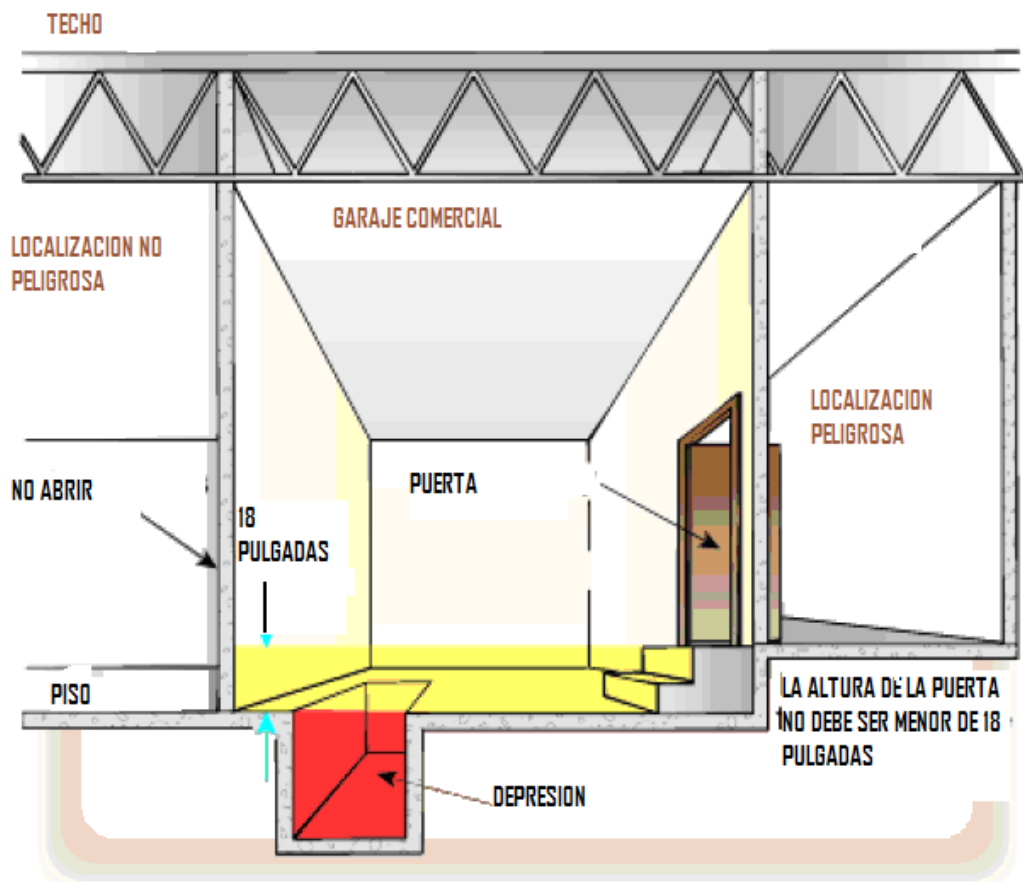 TECHO
GARAJE COMERCIAL
LOCALIZACION NO
PELIGROSA
LOCALIZACION
PELIGROSA
NO ABRIR
PUERTA
18
PULGADAS
PISO
LA ALTURA DE LA PUERTA
NO DEBE SER MENOR DE 18
PULGADAS
DEPRESION